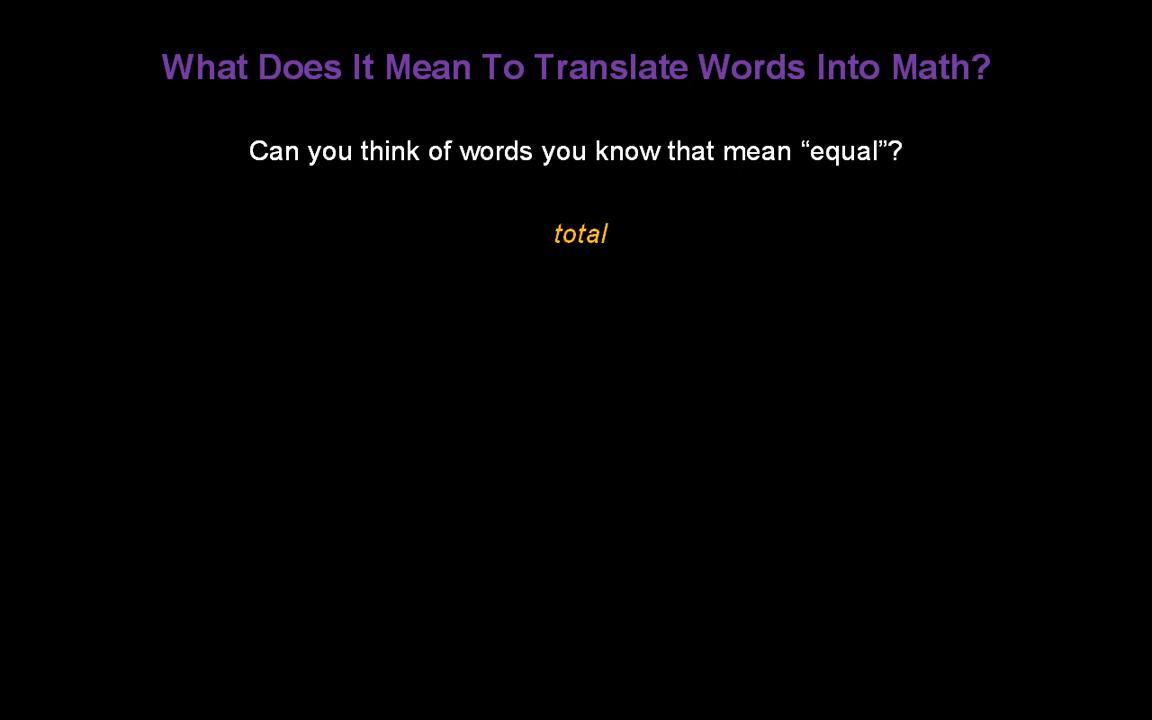 What Does It Mean To Translate Words Into Math?
Can you think of words you know that mean “equal”?
total